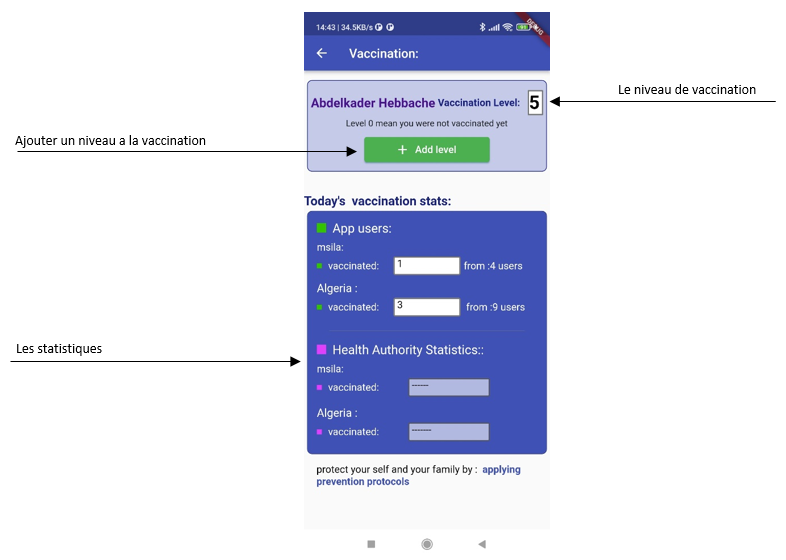 14:43 | 34.5KB/s
DEBUG
Vaccination:
Abdelkader Hebbache Vaccination Level: 5
Le niveau de vaccination
Level 0 mean you were not vaccinated yet
Ajouter un niveau a la vaccination
+ Add level
Today's vaccination stats:
App users:
msila:
vaccinated: 1 from :4 users
Algeria :
vaccinated: 3 from :9 users
Les statistiques
Health Authority Statistics::
msila:
vaccinated: ------
Algeria :
vaccinated: -------
protect your self and your family by : applying
prevention protocols